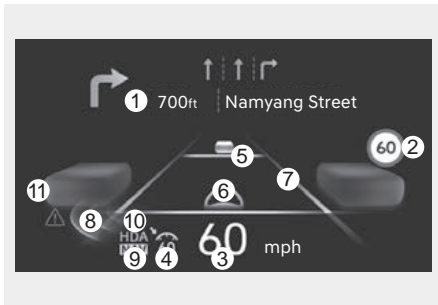 ① 700ft Namyang Street
60 ②
⑤
⑥ ⑦
⑪
⑧ ⑩
HDA 60 mph
⑨ ④ ③